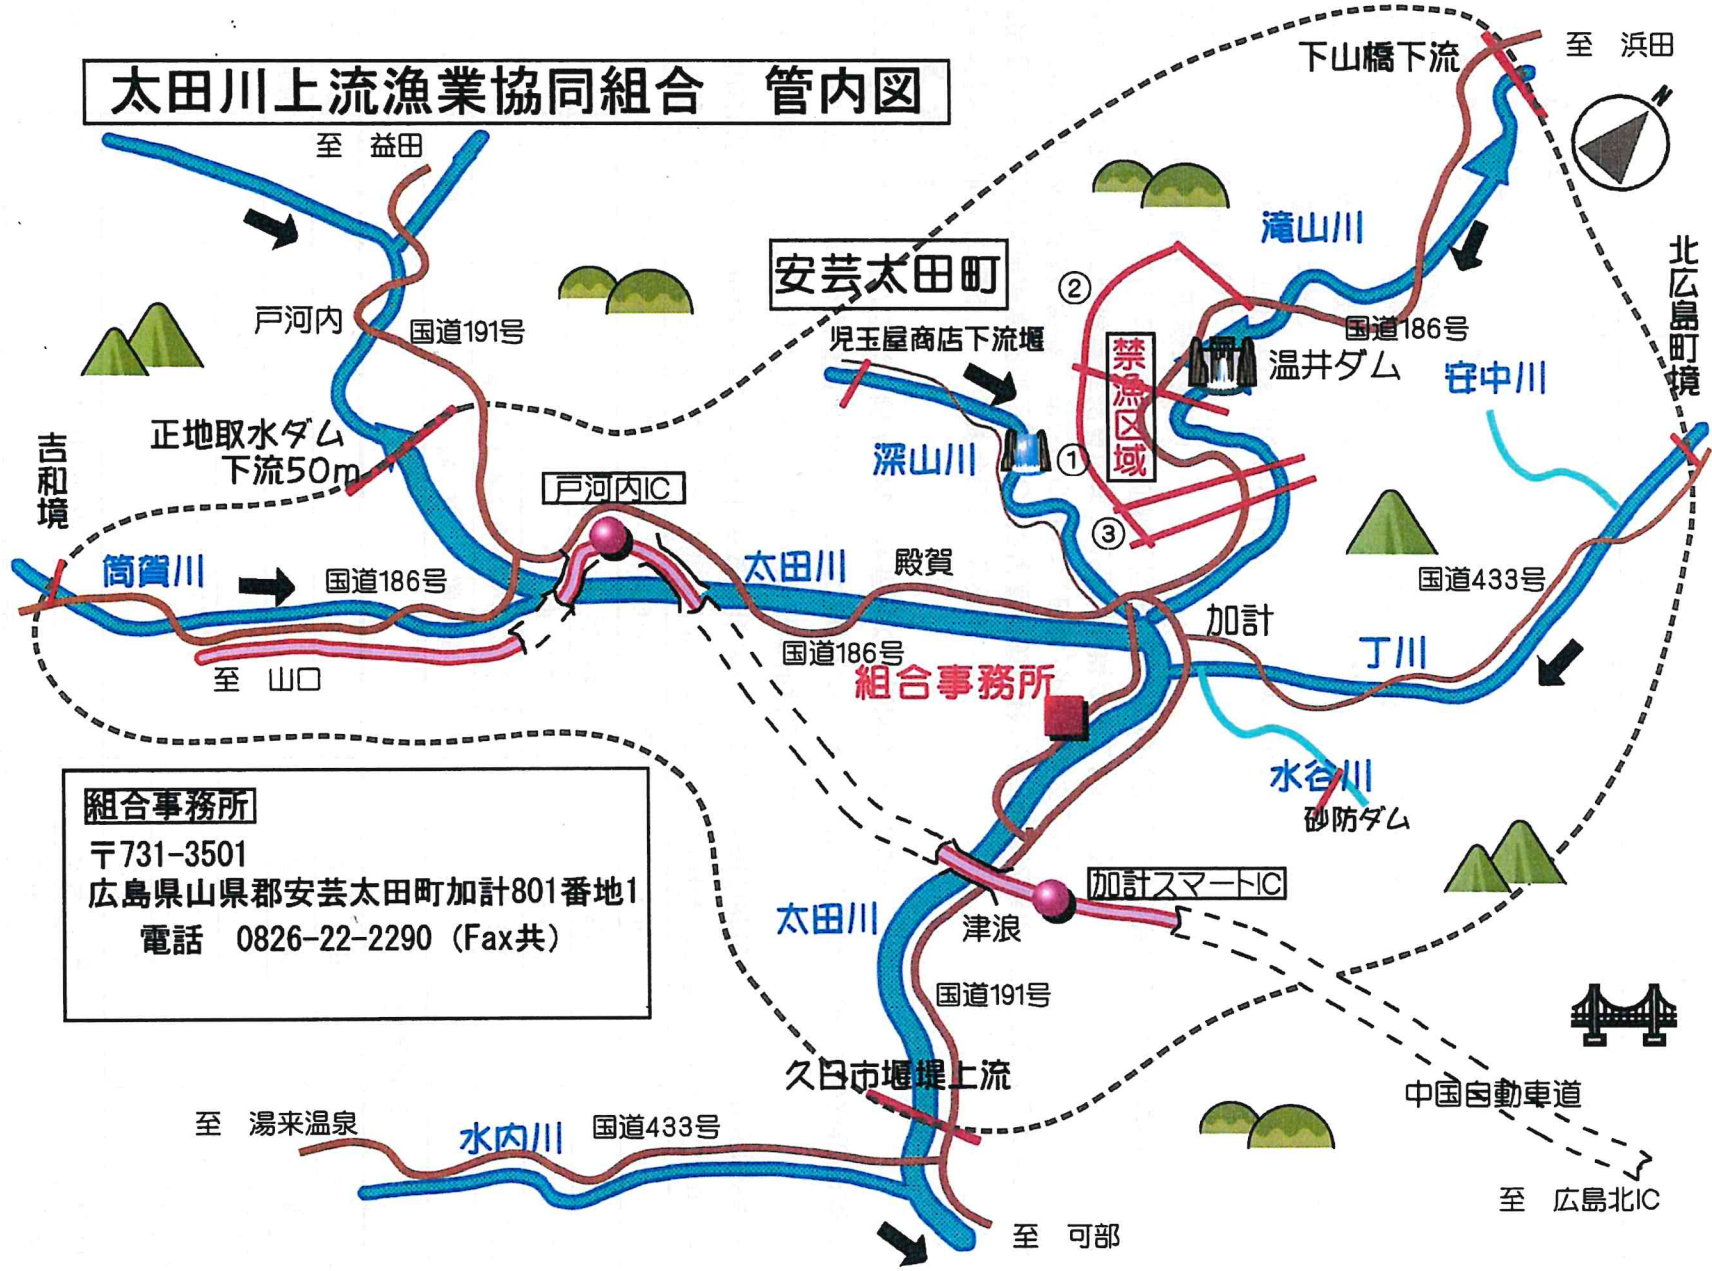 太田川上流漁業協同組合　管内図
至　益田
下山橋下流
至　浜田
N
滝山川
安芸太田町
②
北広島町境
戸河内
国道191号
国道186号
児玉屋商店下流堰
禁漁区域
温井ダム
安中川
正地取水ダム
下流50m
吉和境
深山川
①
戸河内IC
③
筒賀川
国道186号
太田川
殿賀
国道433号
加計
丁川
国道186号
至　山口
組合事務所
水谷川
砂防ダム
組合事務所
〒731-3501
広島県山県郡安芸太田町加計801番地1
電話　0826-22-2290（Fax共）
加計スマートIC
太田川
津浪
国道191号
久日市堰堤上流
中国自動車道
至　湯来温泉
水内川
国道433号
至　広島北IC
至　可部